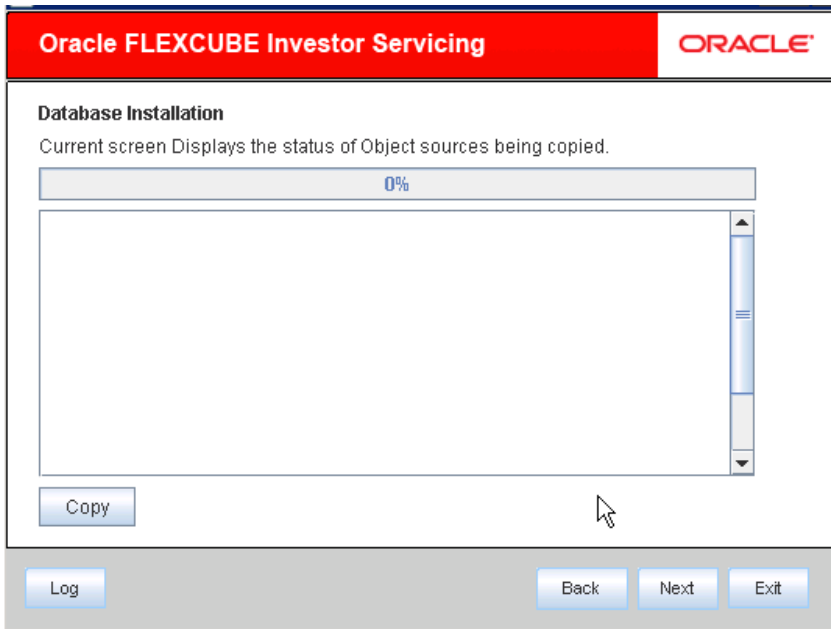 Oracle FLEXCUBE Investor Servicing
ORACLE
Database Installation
Current screen Displays the status of Object sources being copied.
0%
Copy
Log
Back
Next
Exit